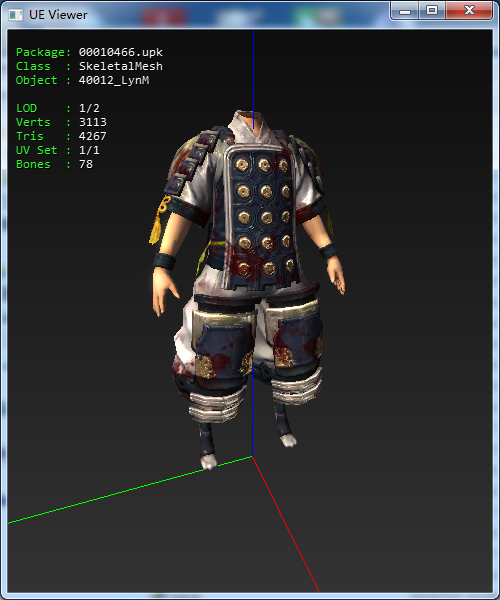 UE Viewer
Package: 00010466.upk
Class  : SkeletalMesh
Object : 40012_LynM
LOD    : 1/2
Verts  : 3113
Tris   : 4267
UV Set : 1/1
Bones  : 78